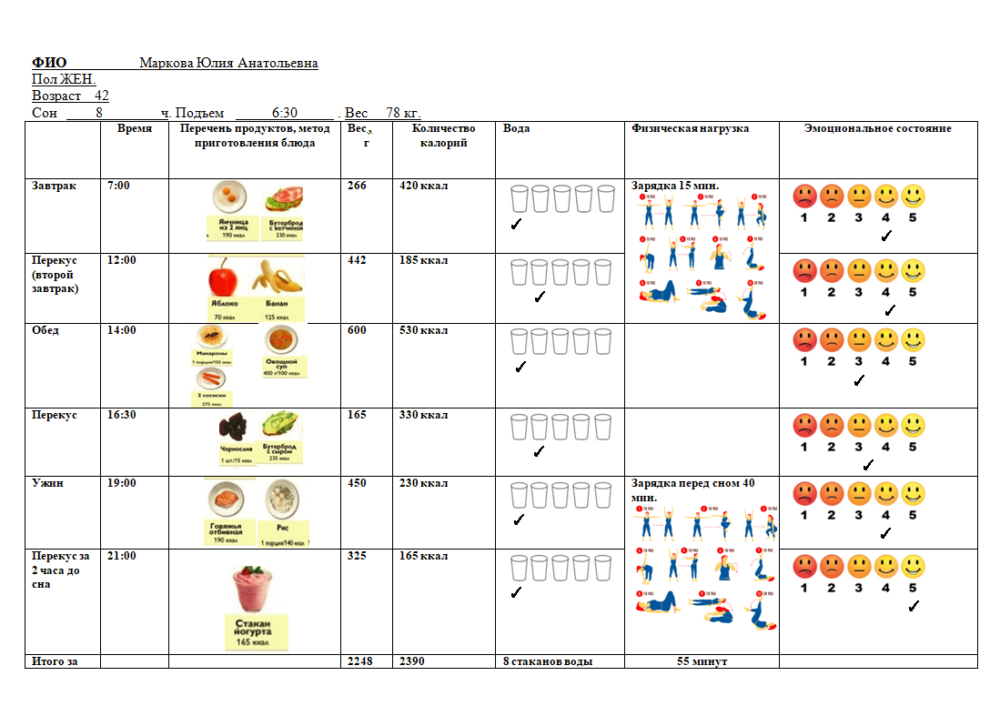 ФИО Маркова Юлия Анатольевна
Пол ЖЕН.
Возраст 42
Сон 8 ч. Подъем 6:30 . Вес 78 кг.
Время Перечень продуктов, метод приготовления блюда Вес, г Количество калорий Вода Физическая нагрузка Эмоциональное состояние
Завтрак 7:00 266 420 ккал Зарядка 15 мин.
Яичница из 2 яиц 190 ккал
Бутерброд с ветчиной 230 ккал
1 2 3 4 5
Перекус (второй завтрак) 12:00 442 185 ккал
Яблоко 70 ккал
Банан 125 ккал
1 2 3 4 5
Обед 14:00 600 530 ккал
Макароны 1 порция/155 ккал
Овощной суп 400 г/100 ккал
2 сосиски 275 ккал
1 2 3 4 5
Перекус 16:30 165 330 ккал
Чернослив 1 шт/15 ккал
Бутерброд с сыром 235 ккал
1 2 3 4 5
Ужин 19:00 450 230 ккал Зарядка перед сном 40 мин.
Говяжья отбивная 190 ккал
Рис 1 порция/140 ккал
1 2 3 4 5
Перекус за 2 часа до сна 21:00 325 165 ккал
Стакан йогурта 165 ккал
1 2 3 4 5
Итого за 2248 2390 8 стаканов воды 55 минут